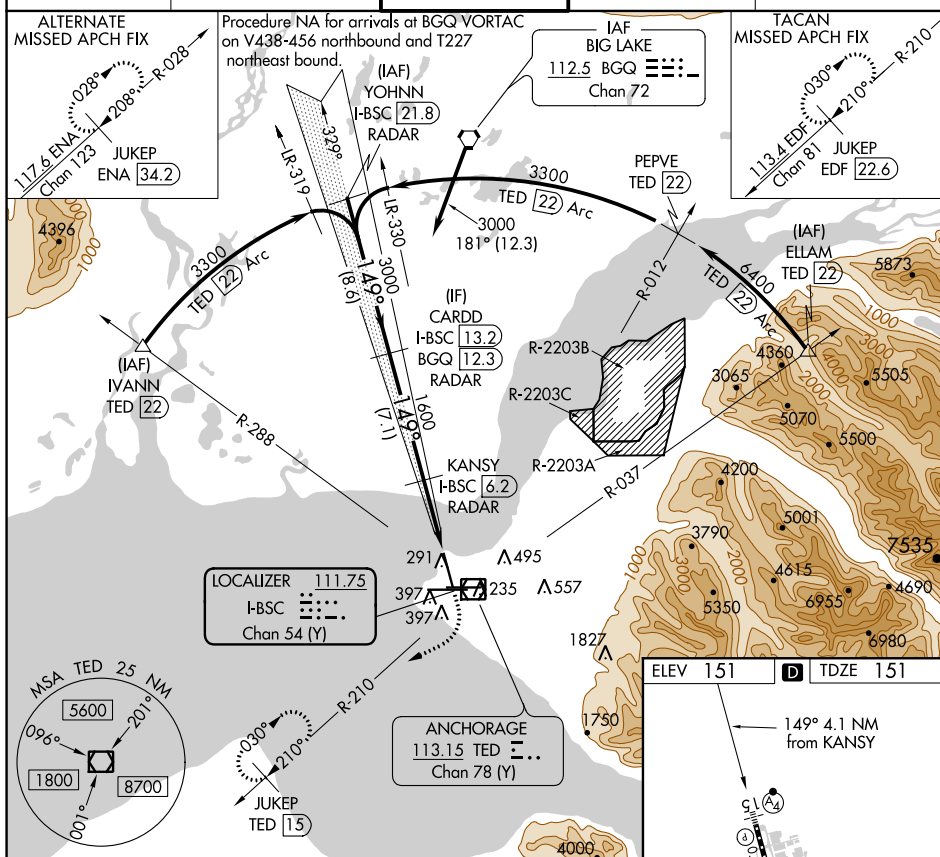 ALTERNATE
MISSED APCH FIX
028°
208°
R-028
117.6 ENA
Chan 123
JUKEP
ENA 34.2
Procedure NA for arrivals at BGQ VORTAC
on V438-456 northbound and T227
northeast bound.
(IAF)
YOHNN
I-BSC 21.8
RADAR
IAF
BIG LAKE
112.5 BGQ
Chan 72
TACAN
MISSED APCH FIX
030°
210°
R-210
113.4 EDF
Chan 81
JUKEP
EDF 22.6
4396
1000
329°
LR-319
LR-330
3300
TED 22 Arc
3300
TED 22 Arc
3000
181° (12.3)
PEPVE
TED 22
R-012
6400
TED 22 Arc
(IAF)
ELLAM
TED 22
5873
1000
3000
149°
(8.6)
3000
(IF)
CARDD
I-BSC 13.2
BGQ 12.3
RADAR
(IAF)
IVANN
TED 22
R-288
149°
(7.1)
1600
KANSY
I-BSC 6.2
RADAR
R-2203B
R-2203C
R-2203A
R-037
4360
3065
2000
4000
5505
5070
5500
4200
3790
5001
7535
4615
4690
6955
5350
6980
1000
2000
3000
1000
291
495
397
235
557
397
1827
1750
4000
LOCALIZER 111.75
I-BSC
Chan 54 (Y)
R-210
030°
210°
JUKEP
TED 15
ANCHORAGE
113.15 TED
Chan 78 (Y)
MSA TED 25 NM
5600
201°
096°
1800
8700
001°
ELEV 151
D
TDZE 151
149° 4.1 NM
from KANSY
15
A4
P